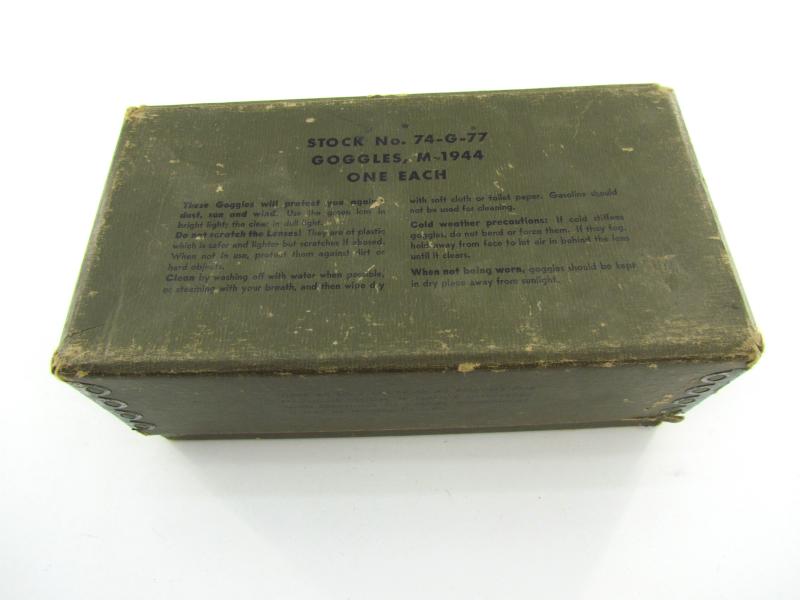 STOCK No. 74-G-77
GOGGLES, M-1944
ONE EACH
These Goggles will protect you against
dust, sun and wind. Use the green lens in
bright light; the clear in dull light.
Do not scratch the Lenses! They are of plastic
which is safer and lighter but scratches if abused.
When not in use, protect them against dirt or
hard objects.
Clean by washing off with water when possible,
or steaming with your breath, and then wipe dry
with soft cloth or toilet paper. Gasoline should
not be used for cleaning.
Cold weather precautions: If cold stiffens
goggles, do not bend or force them. If they fog,
hold away from face to let air in behind the lens
until it clears.
When not being worn, goggles should be kept
in dry place away from sunlight.